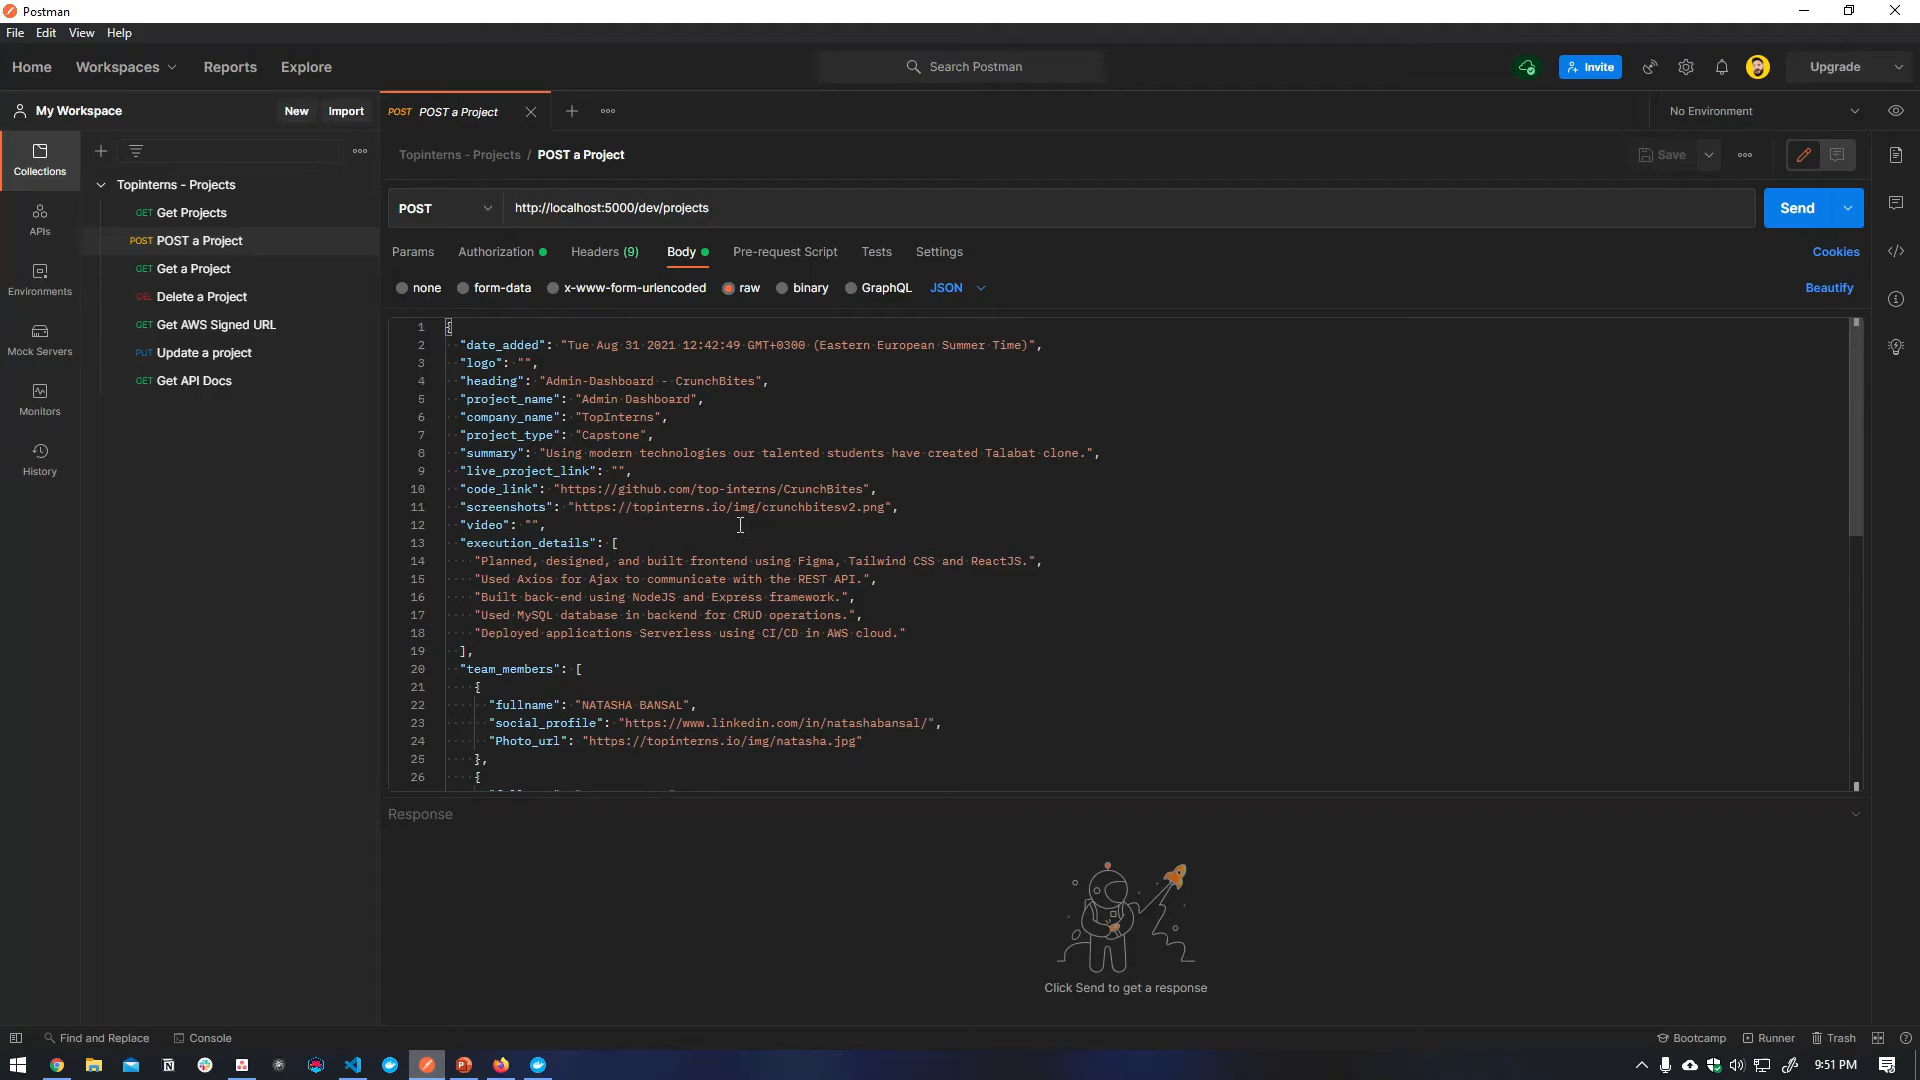 Postman
File Edit View Help
Home Workspaces Reports Explore Search Postman Invite Upgrade
My Workspace New Import POST POST a Project No Environment
Topinterns - Projects / POST a Project Save
Collections
Topinterns - Projects
GET Get Projects
POST POST a Project
GET Get a Project
DEL Delete a Project
GET Get AWS Signed URL
PUT Update a project
GET Get API Docs
APIs
Environments
Mock Servers
Monitors
History
POST http://localhost:5000/dev/projects Send
Params Authorization Headers (9) Body Pre-request Script Tests Settings Cookies
none form-data x-www-form-urlencoded raw binary GraphQL JSON Beautify
1 {
2 "date_added": "Tue Aug 31 2021 12:42:49 GMT+0300 (Eastern European Summer Time)",
3 "logo": "",
4 "heading": "Admin-Dashboard - CrunchBites",
5 "project_name": "Admin Dashboard",
6 "company_name": "TopInterns",
7 "project_type": "Capstone",
8 "summary": "Using modern technologies our talented students have created Talabat clone.",
9 "live_project_link": "",
10 "code_link": "https://github.com/top-interns/CrunchBites",
11 "screenshots": "https://topinterns.io/img/crunchbitesv2.png",
12 "video": "",
13 "execution_details": [
14 "Planned, designed, and built frontend using Figma, Tailwind CSS and ReactJS.",
15 "Used Axios for Ajax to communicate with the REST API.",
16 "Built back-end using NodeJS and Express framework.",
17 "Used MySQL database in backend for CRUD operations.",
18 "Deployed applications Serverless using CI/CD in AWS cloud."
19 ],
20 "team_members": [
21 {
22 "fullname": "NATASHA BANSAL",
23 "social_profile": "https://www.linkedin.com/in/natashabansal/",
24 "Photo_url": "https://topinterns.io/img/natasha.jpg"
25 },
26 {
Response
Click Send to get a response
Find and Replace Console Bootcamp Runner Trash
9:51 PM